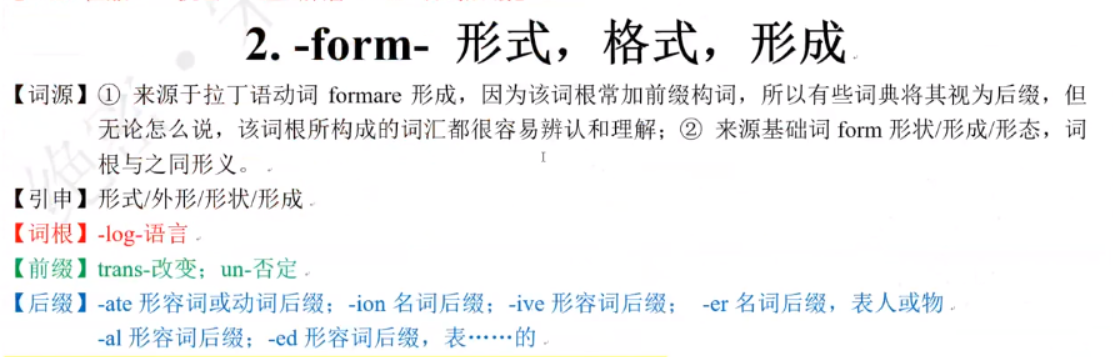 2. -form- 形式，格式，形成
【词源】① 来源于拉丁语动词 formare 形成，因为该词根常加前缀构词，所以有些词典将其视为后缀，但
无论怎么说，该词根所构成的词汇都很容易辨认和理解；② 来源基础词 form 形状/形成/形态，词
根与之同形义。
【引申】形式/外形/形状/形成
【词根】-log-语言
【前缀】trans-改变；un-否定
【后缀】-ate 形容词或动词后缀；-ion 名词后缀；-ive 形容词后缀； -er 名词后缀，表人或物
-al 形容词后缀；-ed 形容词后缀，表……的